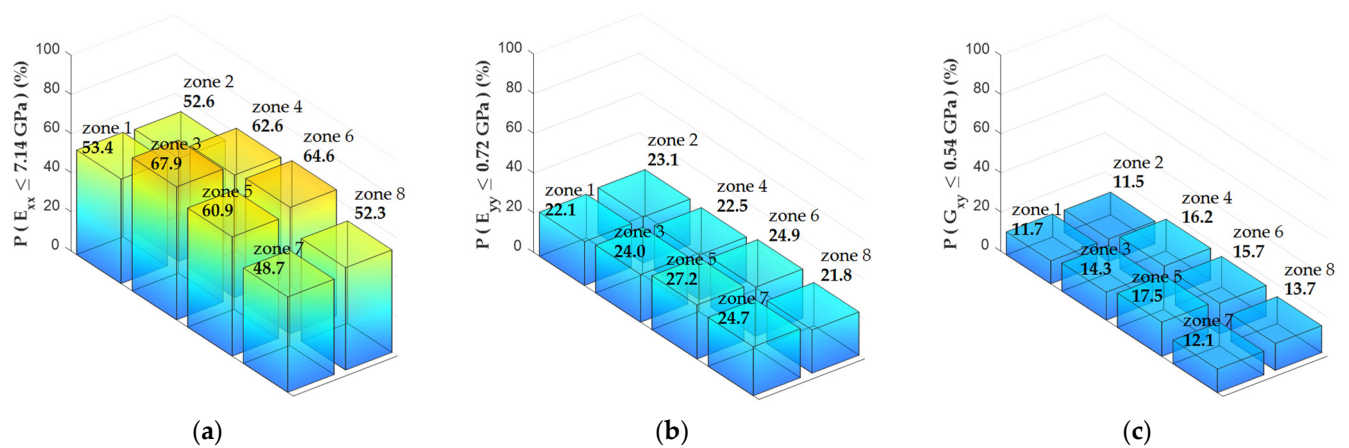 P ( Exx ≤ 7.14 GPa ) (%)
100
80
60
40
20
0
zone 1
53.4
zone 2
52.6
zone 3
67.9
zone 4
62.6
zone 5
60.9
zone 6
64.6
zone 7
48.7
zone 8
52.3
(a)
P ( Eyy ≤ 0.72 GPa ) (%)
100
80
60
40
20
0
zone 1
22.1
zone 2
23.1
zone 3
24.0
zone 4
22.5
zone 5
27.2
zone 6
24.9
zone 7
24.7
zone 8
21.8
(b)
P ( Gxy ≤ 0.54 GPa ) (%)
100
80
60
40
20
0
zone 1
11.7
zone 2
11.5
zone 3
14.3
zone 4
16.2
zone 5
17.5
zone 6
15.7
zone 7
12.1
zone 8
13.7
(c)